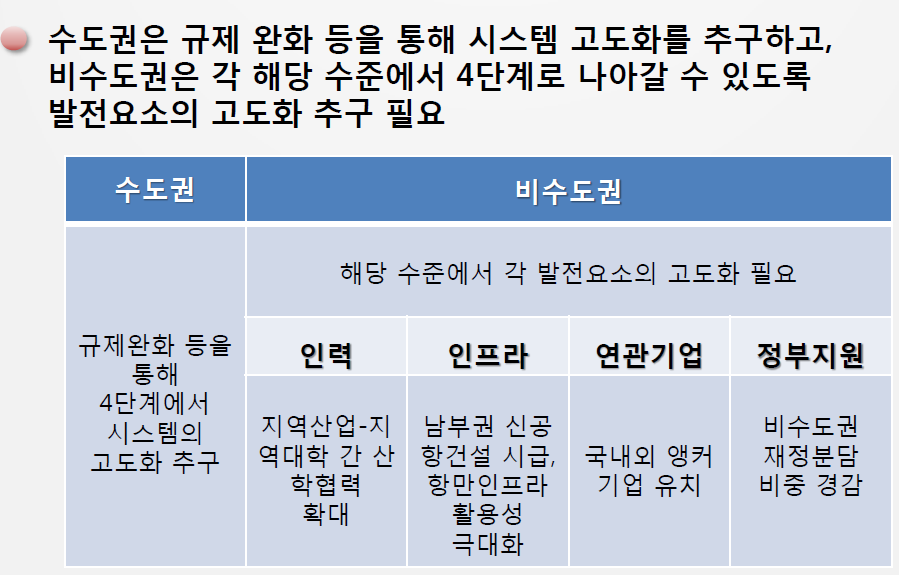 수도권은 규제 완화 등을 통해 시스템 고도화를 추구하고,
비수도권은 각 해당 수준에서 4단계로 나아갈 수 있도록
발전요소의 고도화 추구 필요
수도권
비수도권
규제완화 등을
통해
4단계에서
시스템의
고도화 추구
해당 수준에서 각 발전요소의 고도화 필요
인력
인프라
연관기업
정부지원
지역산업-지
역대학 간 산
학협력
확대
남부권 신공
항건설 시급,
항만인프라
활용성
극대화
국내외 앵커
기업 유치
비수도권
재정분담
비중 경감